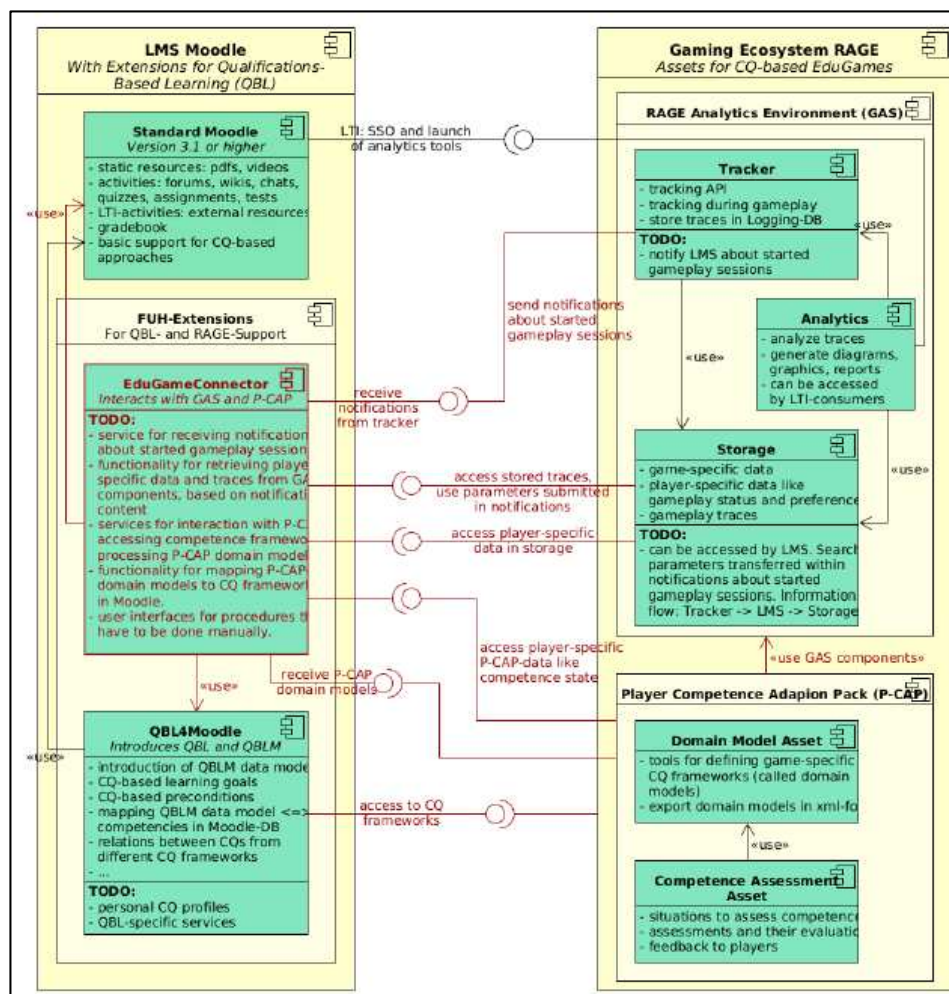 LMS Moodle
With Extensions for Qualifications-
Based Learning (QBL)
Standard Moodle
Version 3.1 or higher
- static resources: pdfs, videos
- activities: forums, wikis, chats,
quizzes, assignments, tests
- LTI-activities: external resources
- gradebook
- basic support for CQ-based
approaches
«use»
FUH-Extensions
For QBL- and RAGE-Support
EduGameConnector
Interacts with GAS and P-CAP
TODO:
- service for receiving notification
about started gameplay session
- functionality for retrieving playe
specific data and traces from GA
components, based on notificati
content
- services for interaction with P-C
accessing competence framewo
processing P-CAP domain model
- functionality for mapping P-CAP
domain models to CQ framework
in Moodle.
- user interfaces for procedures th
have to be done manually.
«use»
«use»
QBL4Moodle
Introduces QBL and QBLM
- introduction of QBLM data mode
- CQ-based learning goals
- CQ-based preconditions
- mapping QBLM data model <=>
competencies in Moodle-DB
- relations between CQs from
different CQ frameworks
- ...
TODO:
- personal CQ profiles
- QBL-specific services
LTI: SSO and launch
of analytics tools
send notifications
about started
gameplay sessions
receive
notifications
from tracker
access stored traces,
use parameters submitted
in notifications
access player-specific
data in storage
access player-specific
P-CAP-data like
competence state
receive P-CAP
domain models
access to CQ
frameworks
Gaming Ecosystem RAGE
Assets for CQ-based EduGames
RAGE Analytics Environment (GAS)
Tracker
- tracking API
- tracking during gameplay
- store traces in Logging-DB
TODO:
- notify LMS about started
gameplay sessions
«use»
«use»
Analytics
- analyze traces
- generate diagrams,
graphics, reports
- can be accessed
by LTI-consumers
«use»
Storage
- game-specific data
- player-specific data like
gameplay status and preference
- gameplay traces
TODO:
- can be accessed by LMS. Search
parameters transferred within
notifications about started
gameplay sessions. Information
flow: Tracker -> LMS -> Storage
«use GAS components»
Player Competence Adaption Pack (P-CAP)
Domain Model Asset
- tools for defining game-specific
CQ frameworks (called domain
models)
- export domain models in xml-fo
«use»
Competence Assessment
Asset
- situations to assess competence
- assessments and their evaluatio
- feedback to players